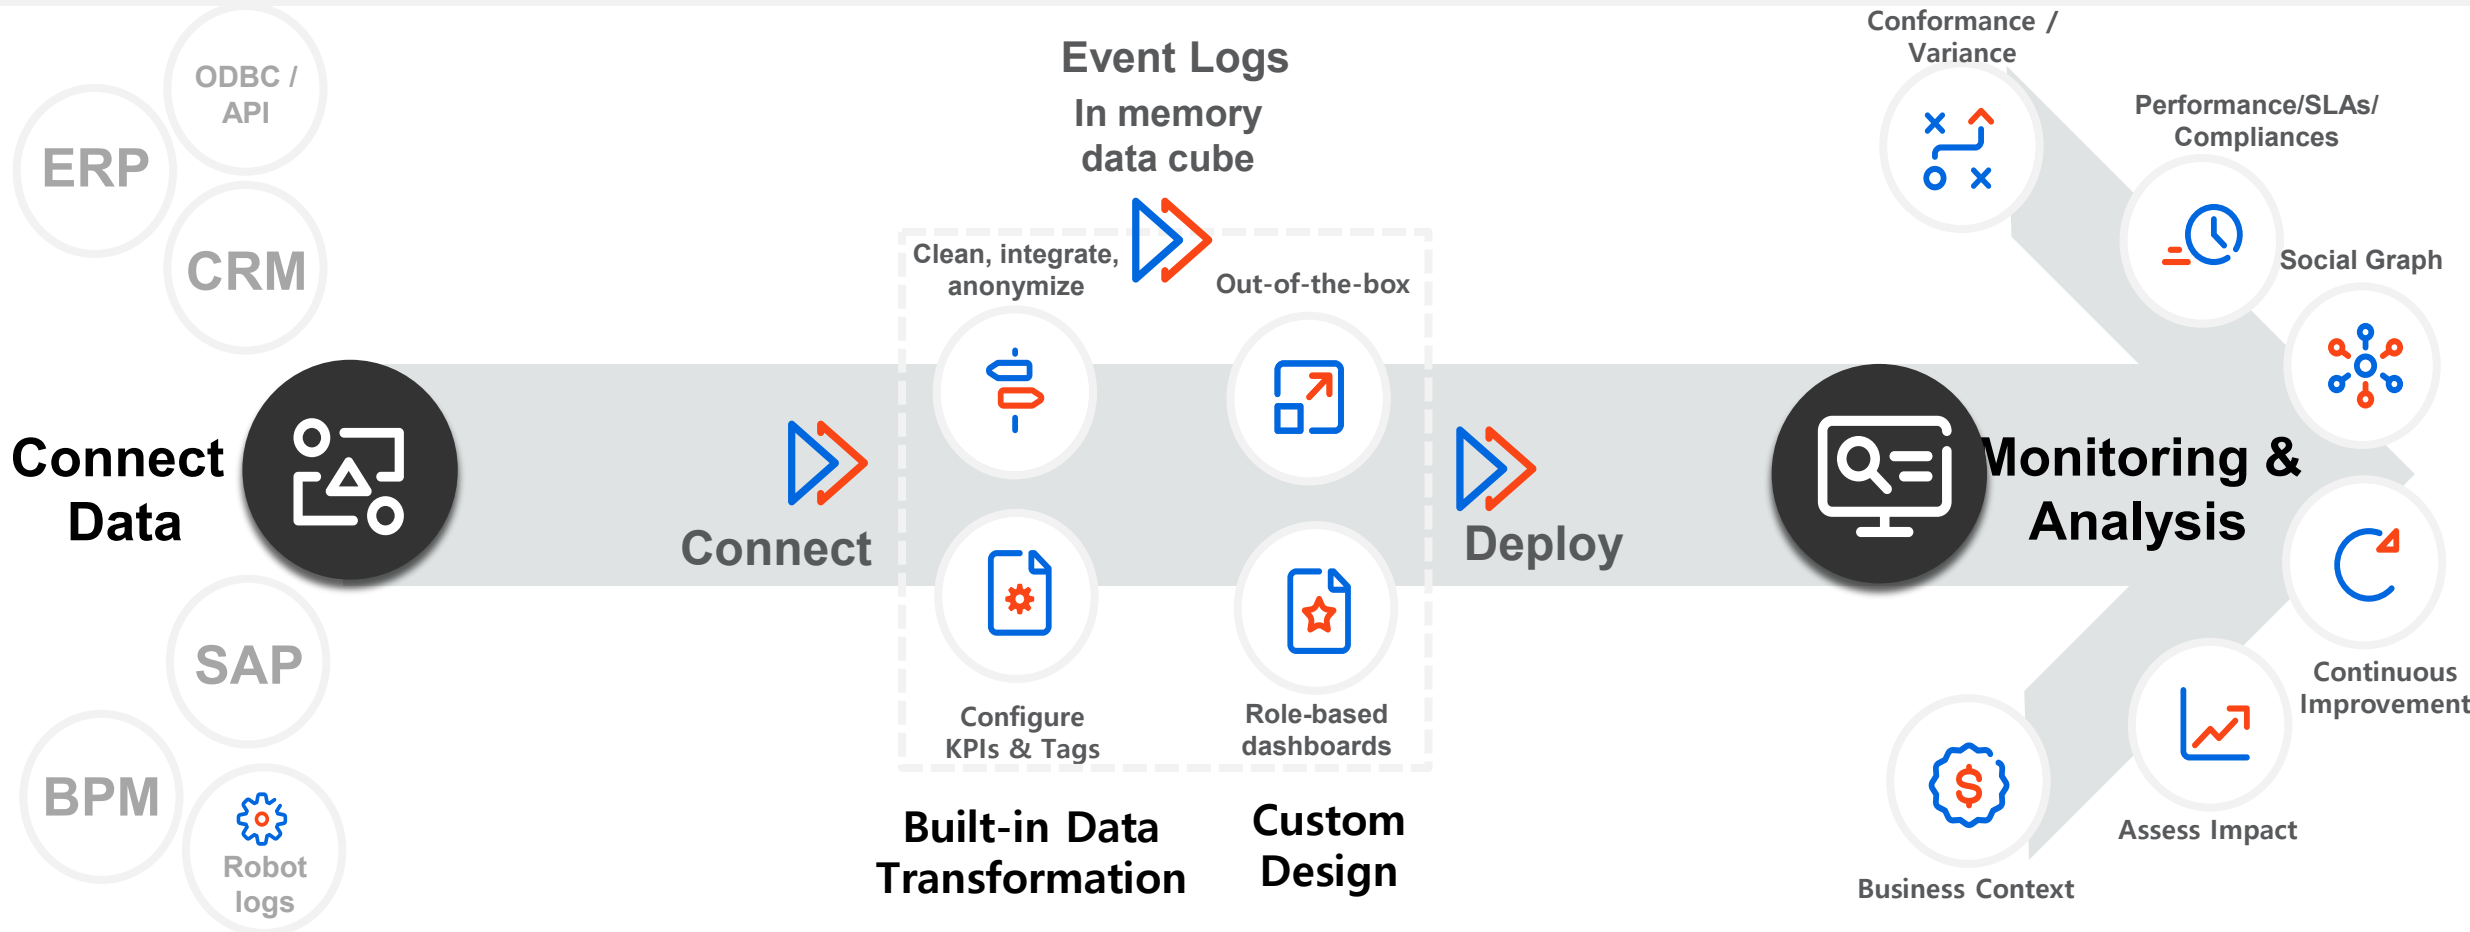 ODBC /
API
ERP
CRM
Connect
Data
SAP
BPM
Robot
logs
Connect
Event Logs
In memory
data cube
Clean, integrate,
anonymize
Out-of-the-box
Configure
KPIs & Tags
Role-based
dashboards
Built-in Data
Transformation
Custom
Design
Deploy
Monitoring &
Analysis
Conformance /
Variance
Performance/SLAs/
Compliances
Social Graph
Continuous
Improvement
Assess Impact
Business Context